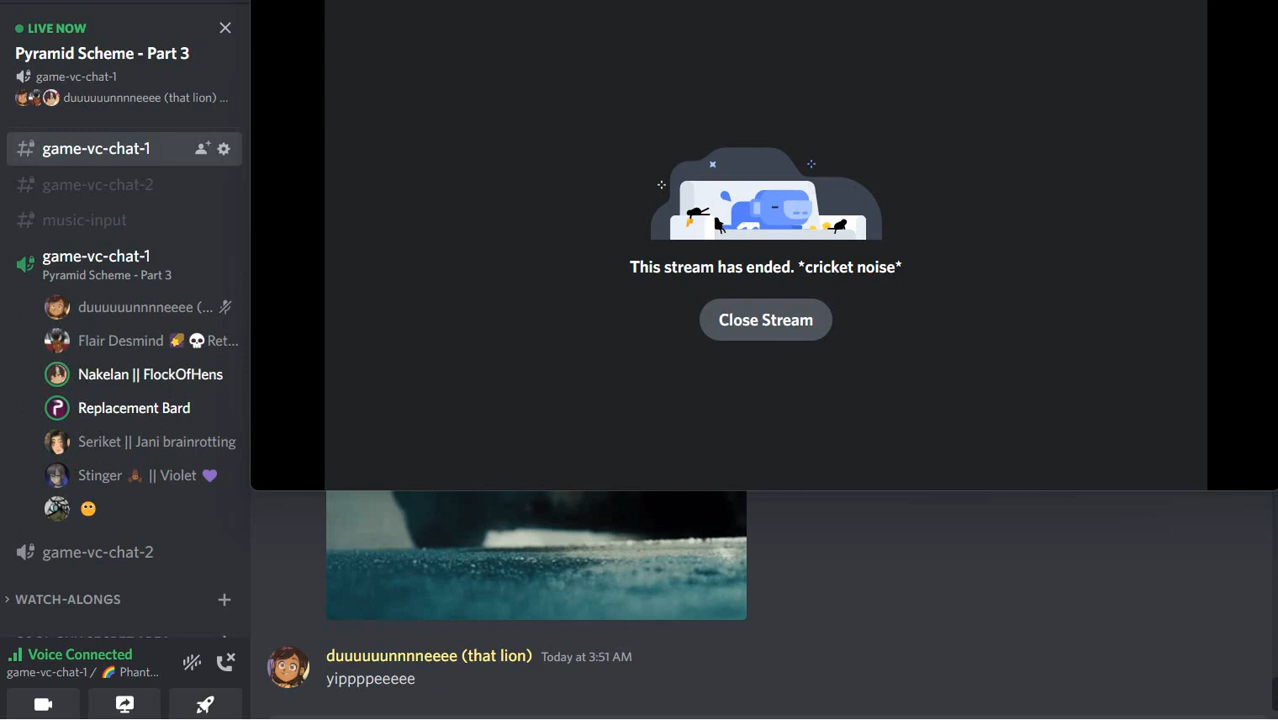 LIVE NOW
Pyramid Scheme - Part 3
game-vc-chat-1
duuuuuunnnneeee (that lion) ...
game-vc-chat-1
game-vc-chat-2
music-input
game-vc-chat-1
Pyramid Scheme - Part 3
duuuuuunnnneeee (...
Flair Desmind 🌠 💀 Ret...
Nakelan || FlockOfHens
Replacement Bard
Seriket || Jani brainrotting
Stinger || Violet 💜
game-vc-chat-2
WATCH-ALONGS
Voice Connected
game-vc-chat-1 / 🌈 Phant...
This stream has ended. *cricket noise*
Close Stream
duuuuuunnnneeee (that lion) Today at 3:51 AM
yippppeeeee